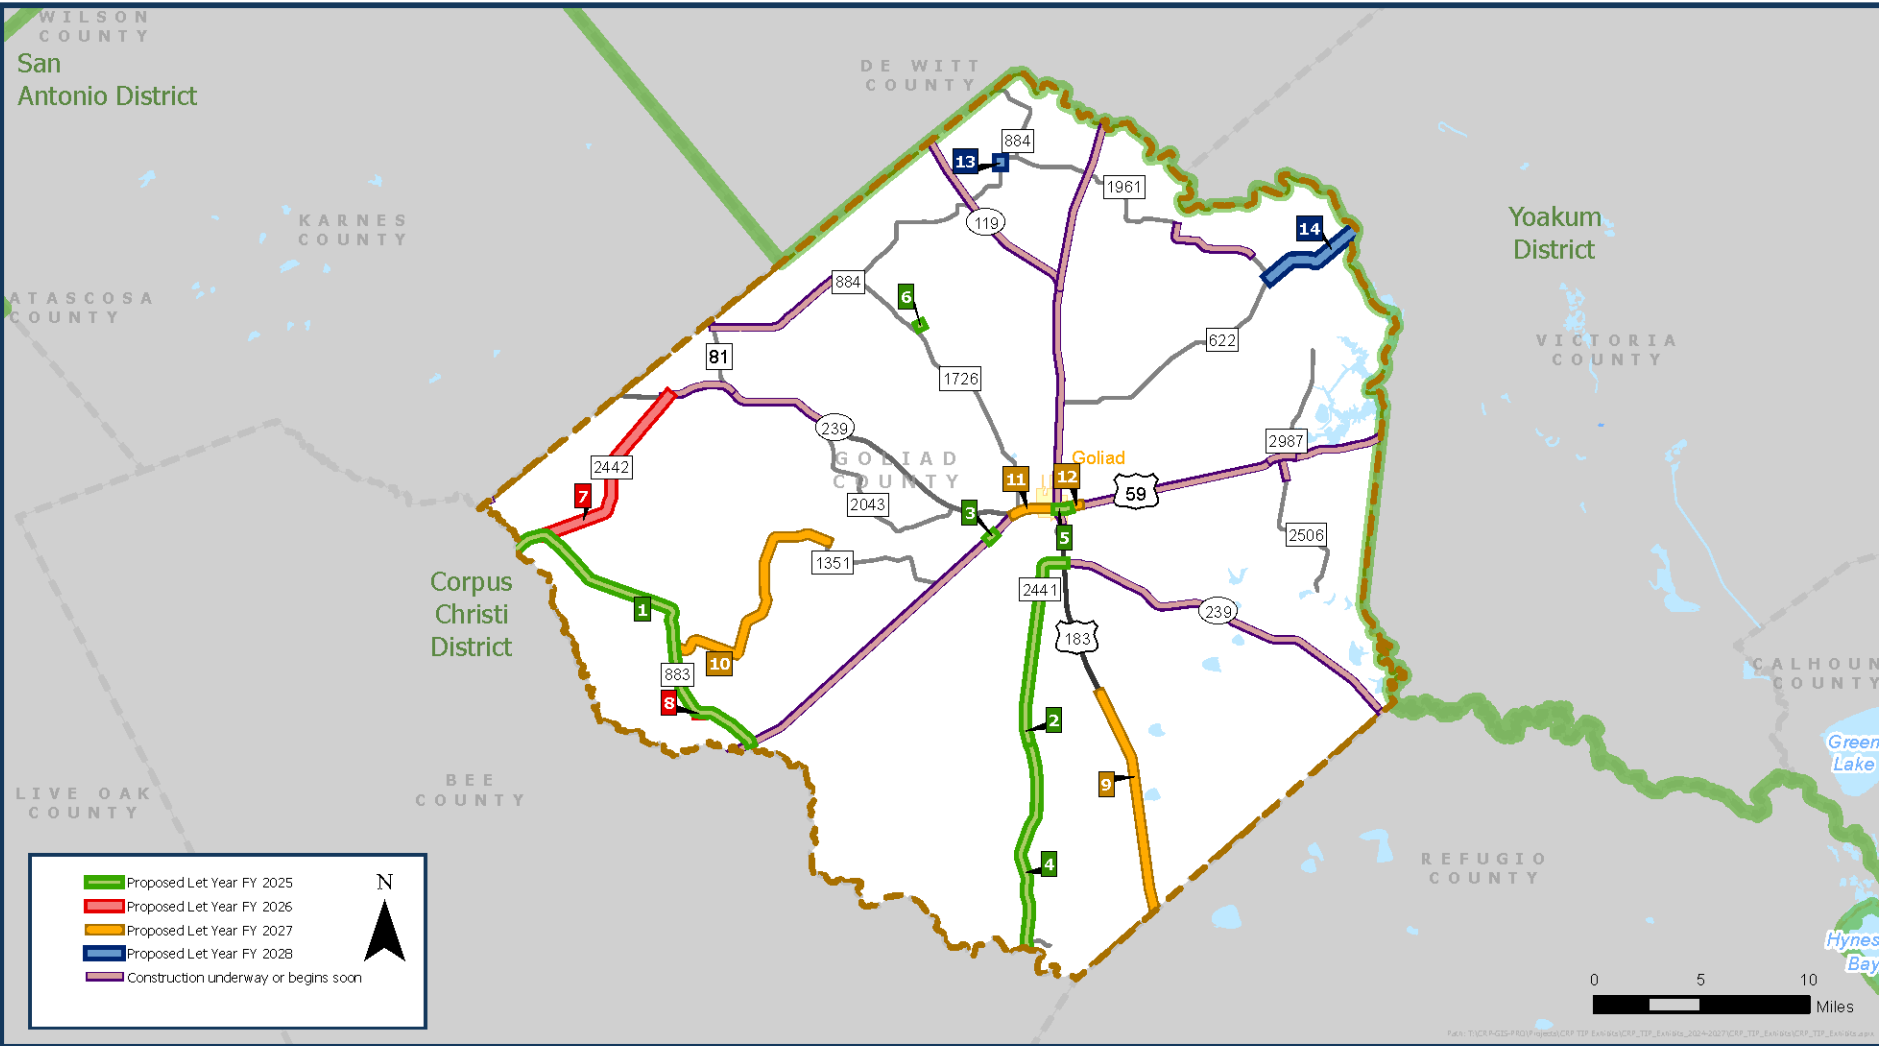 WILSON
COUNTY
San
Antonio District
DE WITT
COUNTY
884
13
1961
KARNES
COUNTY
119
14
Yoakum
District
ATASCOSA
COUNTY
884
6
81
622
VICTORIA
COUNTY
1726
239
2987
GOLIAD
COUNTY
Goliad
2442
11
12
59
7
2043
3
5
2506
1351
Corpus
Christi
District
2441
1
239
183
10
883
8
2
CALHOUN
COUNTY
Green
Lake
9
BEE
COUNTY
LIVE OAK
COUNTY
4
REFUGIO
COUNTY
Hynes
Bay
Proposed Let Year FY 2025
N
Proposed Let Year FY 2026
Proposed Let Year FY 2027
Proposed Let Year FY 2028
Construction underway or begins soon
0 5 10
Miles